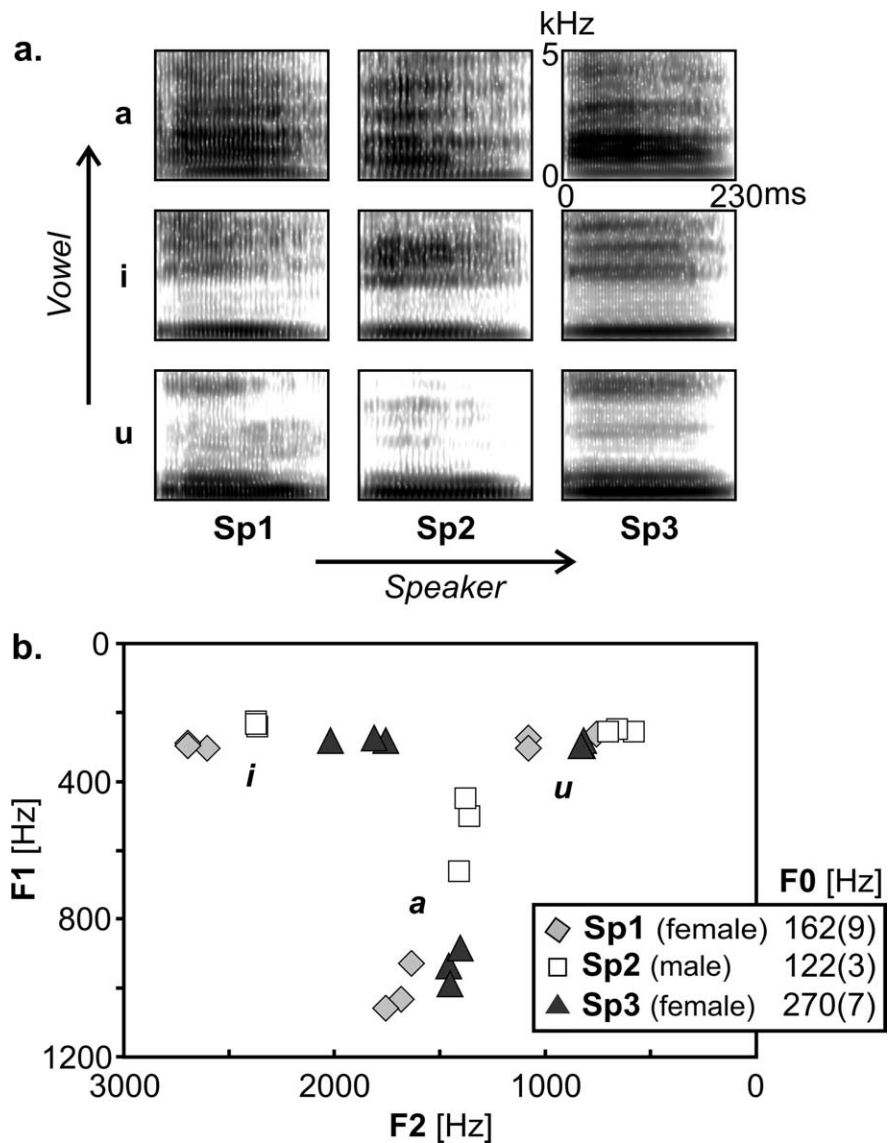 a.
kHz
5
a
0
0 230ms
Vowel
i
u
Sp1 Sp2 Sp3
Speaker
b.
0
400
800
1200
F1 [Hz]
i
u
a
F0 [Hz]
Sp1 (female) 162(9)
Sp2 (male) 122(3)
Sp3 (female) 270(7)
3000 2000 1000 0
F2 [Hz]